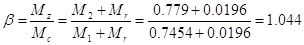 β = M_z / M_c = (M_2 + M_r) / (M_1 + M_r) = (0.779 + 0.0196) / (0.7454 + 0.0196) = 1.044